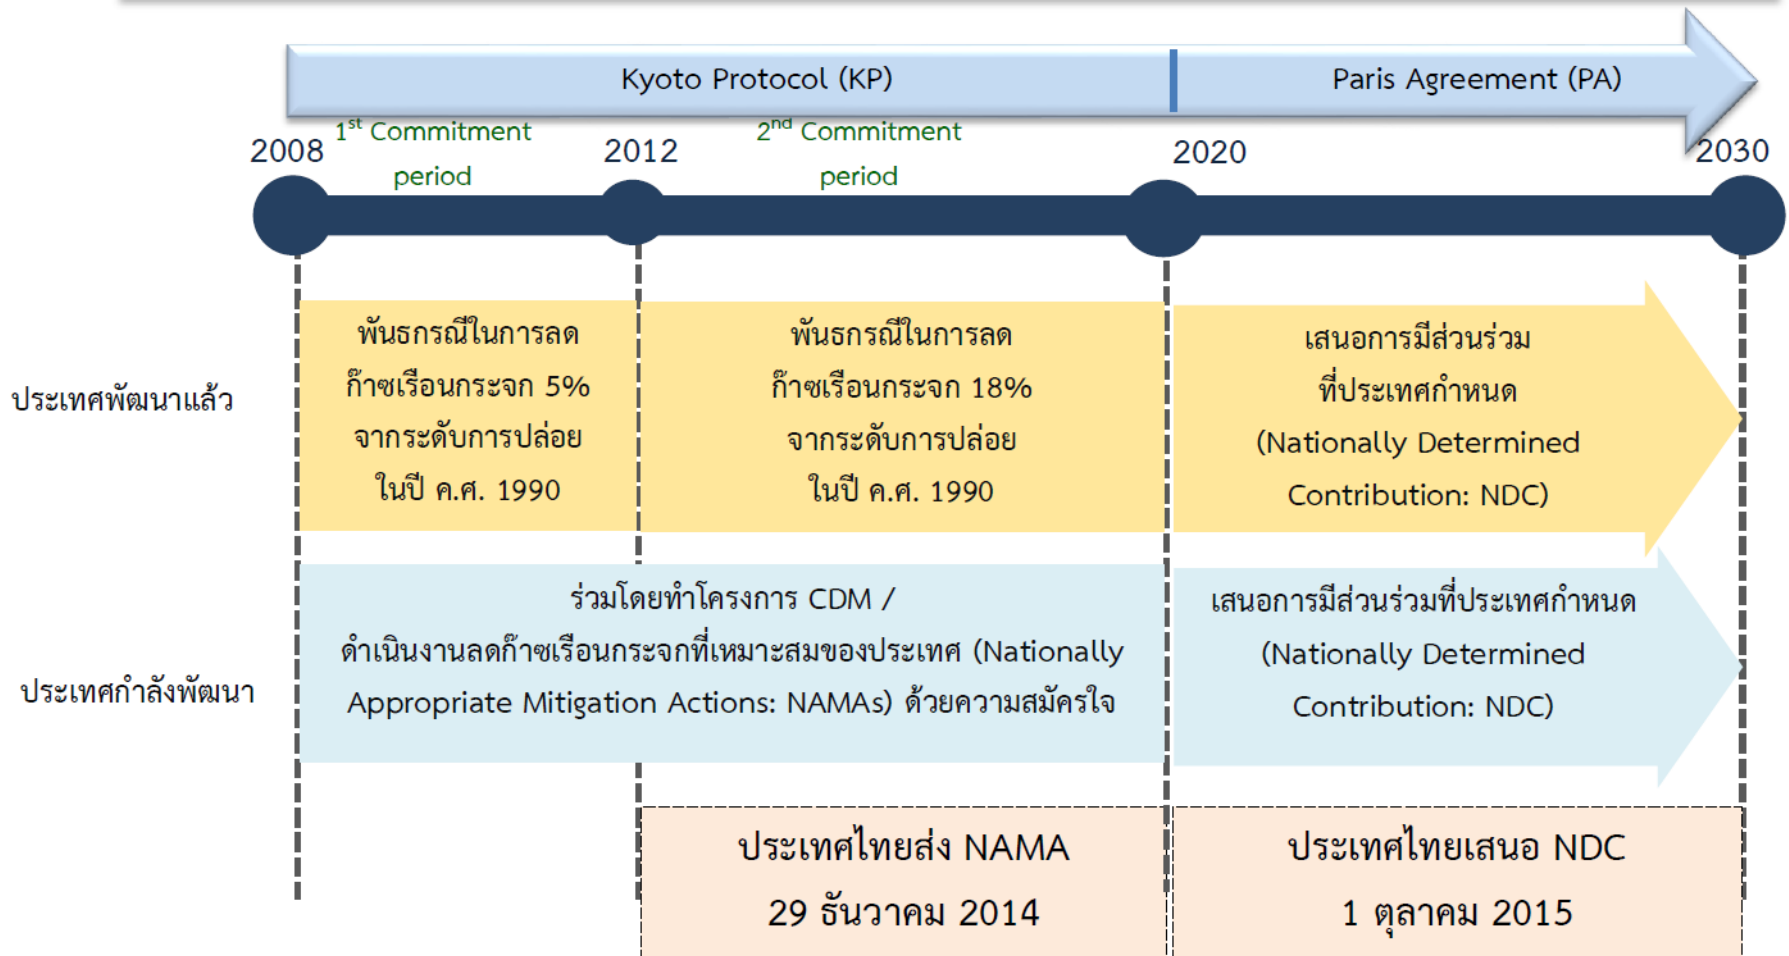 Kyoto Protocol (KP)
Paris Agreement (PA)
2008
1st Commitment
period
2012
2nd Commitment
period
2020
2030
ประเทศพัฒนาแล้ว
พันธกรณีในการลด
ก๊าซเรือนกระจก 5%
จากระดับการปล่อย
ในปี ค.ศ. 1990
พันธกรณีในการลด
ก๊าซเรือนกระจก 18%
จากระดับการปล่อย
ในปี ค.ศ. 1990
เสนอการมีส่วนร่วม
ที่ประเทศกำหนด
(Nationally Determined
Contribution: NDC)
ประเทศกำลังพัฒนา
ร่วมโดยทำโครงการ CDM /
ดำเนินงานลดก๊าซเรือนกระจกที่เหมาะสมของประเทศ (Nationally
Appropriate Mitigation Actions: NAMAs) ด้วยความสมัครใจ
เสนอการมีส่วนร่วมที่ประเทศกำหนด
(Nationally Determined
Contribution: NDC)
ประเทศไทยส่ง NAMA
29 ธันวาคม 2014
ประเทศไทยเสนอ NDC
1 ตุลาคม 2015